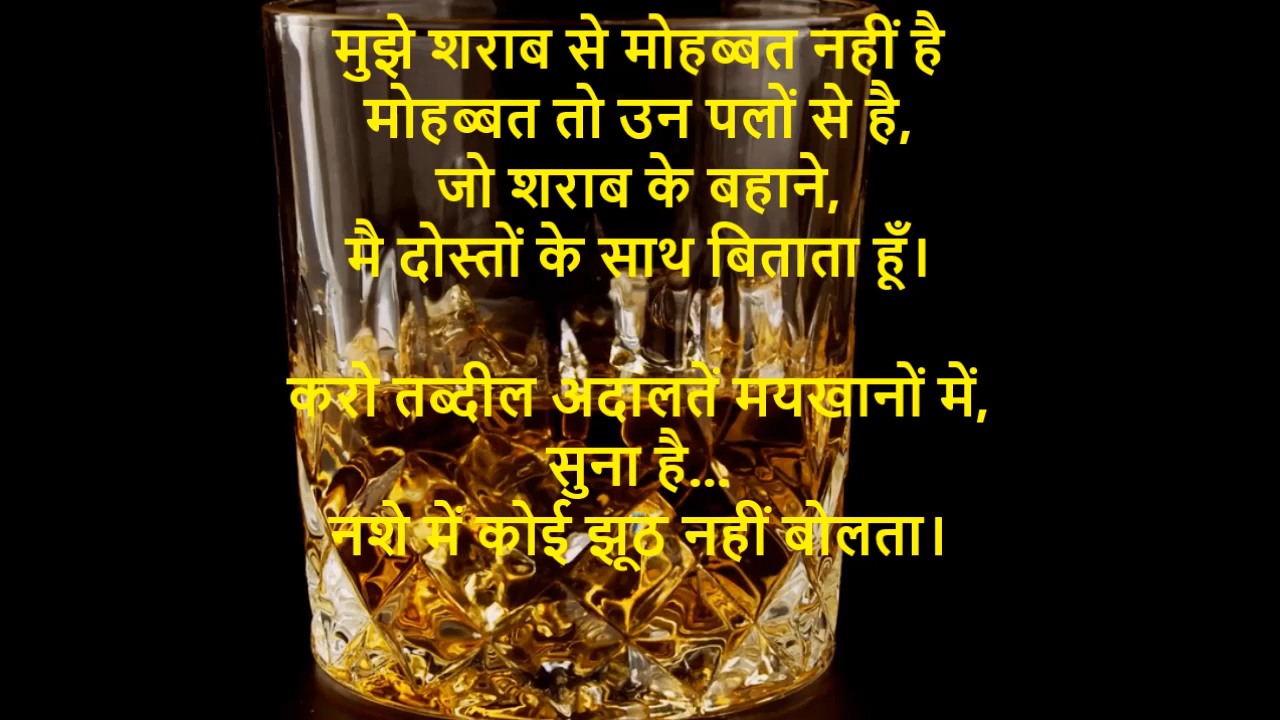 मुझे शराब से मोहब्बत नहीं है
मोहब्बत तो उन पलों से है,
जो शराब के बहाने,
मै दोस्तों के साथ बिताता हूँ।
करो तब्दील अदालतें मयखानों में,
सुना है...
नशे में कोई झूठ नहीं बोलता।